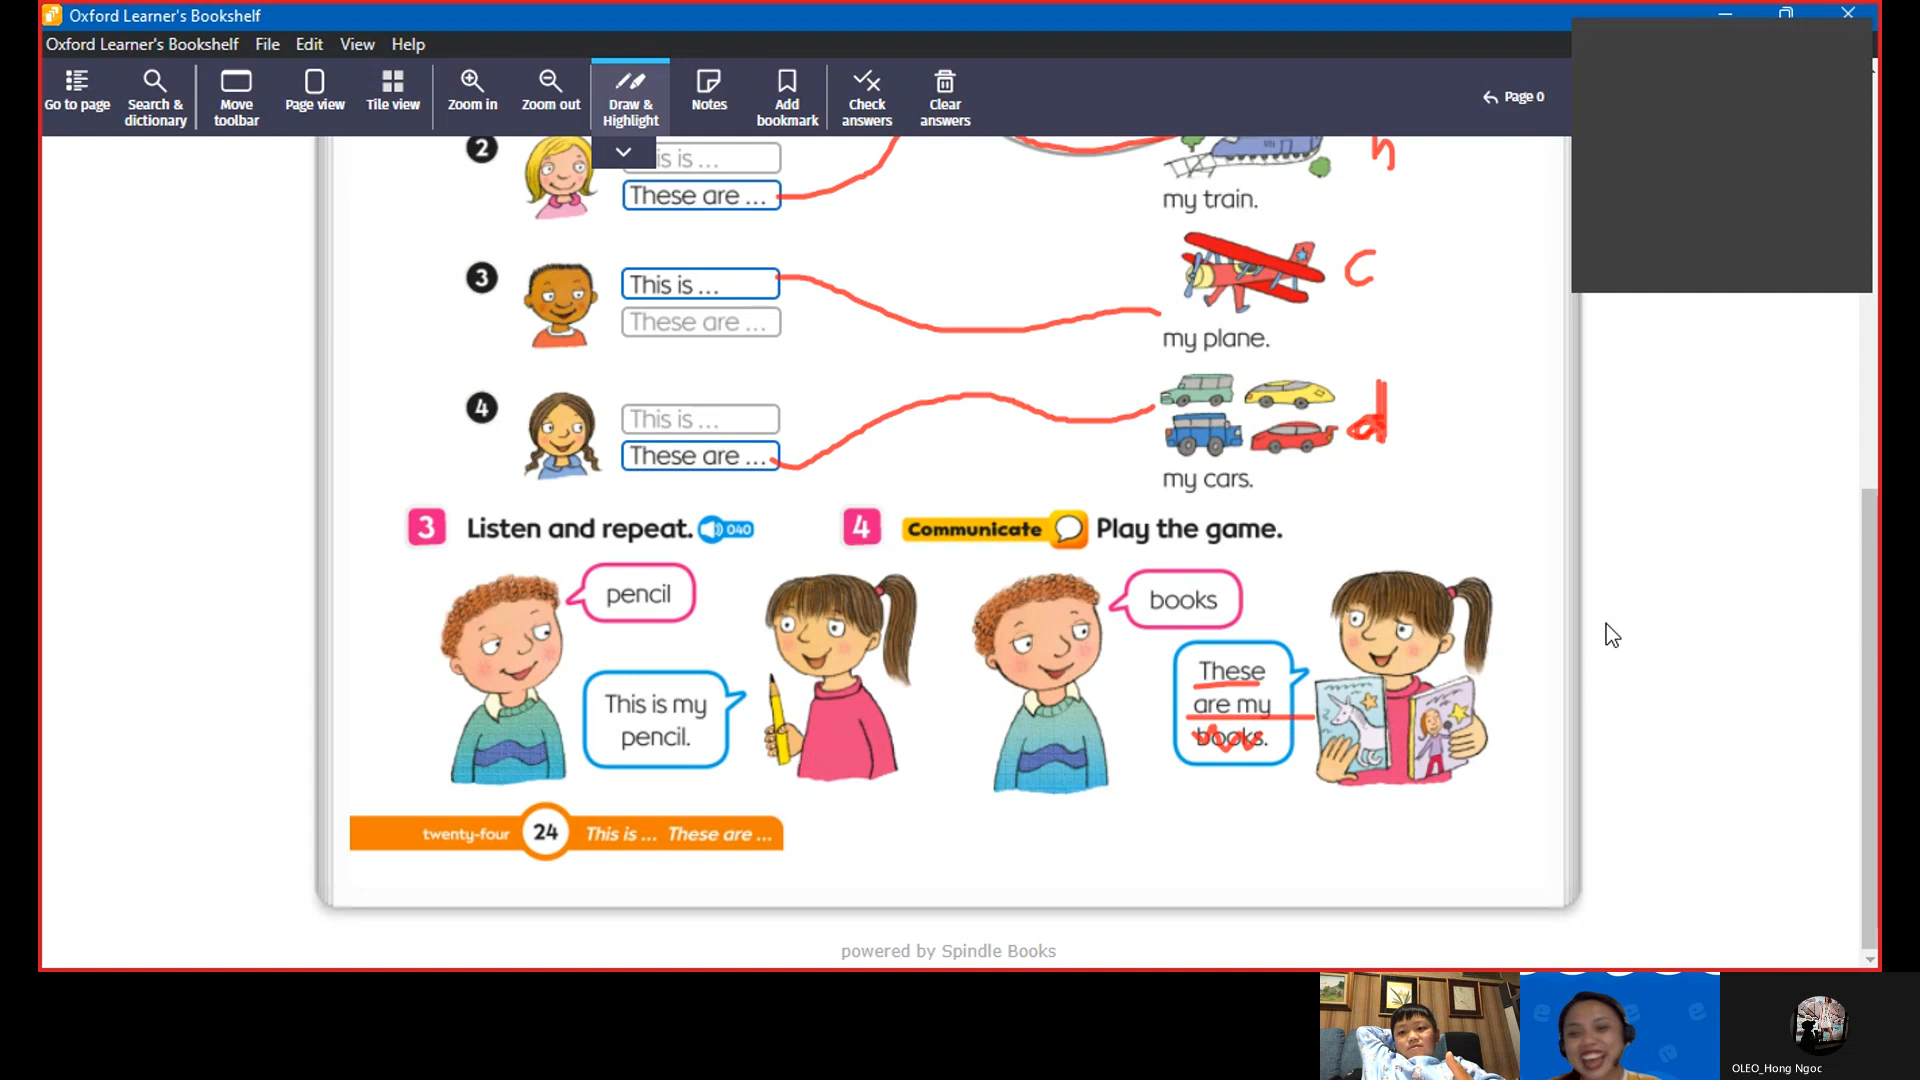 Oxford Learner's Bookshelf
Oxford Learner's Bookshelf File Edit View Help
Go to page
Search & dictionary
Move toolbar
Page view
Tile view
Zoom in
Zoom out
Draw & Highlight
Notes
Add bookmark
Check answers
Clear answers
Page 0
2
is is ...
These are ...
my train.
h
3
This is ...
These are ...
my plane.
c
4
This is ...
These are ...
my cars.
d
3 Listen and repeat. 040
pencil
This is my
pencil.
4 Communicate Play the game.
books
These
are my
books.
twenty-four 24 This is ... These are ...
powered by Spindle Books
OLEO_Hong Ngoc